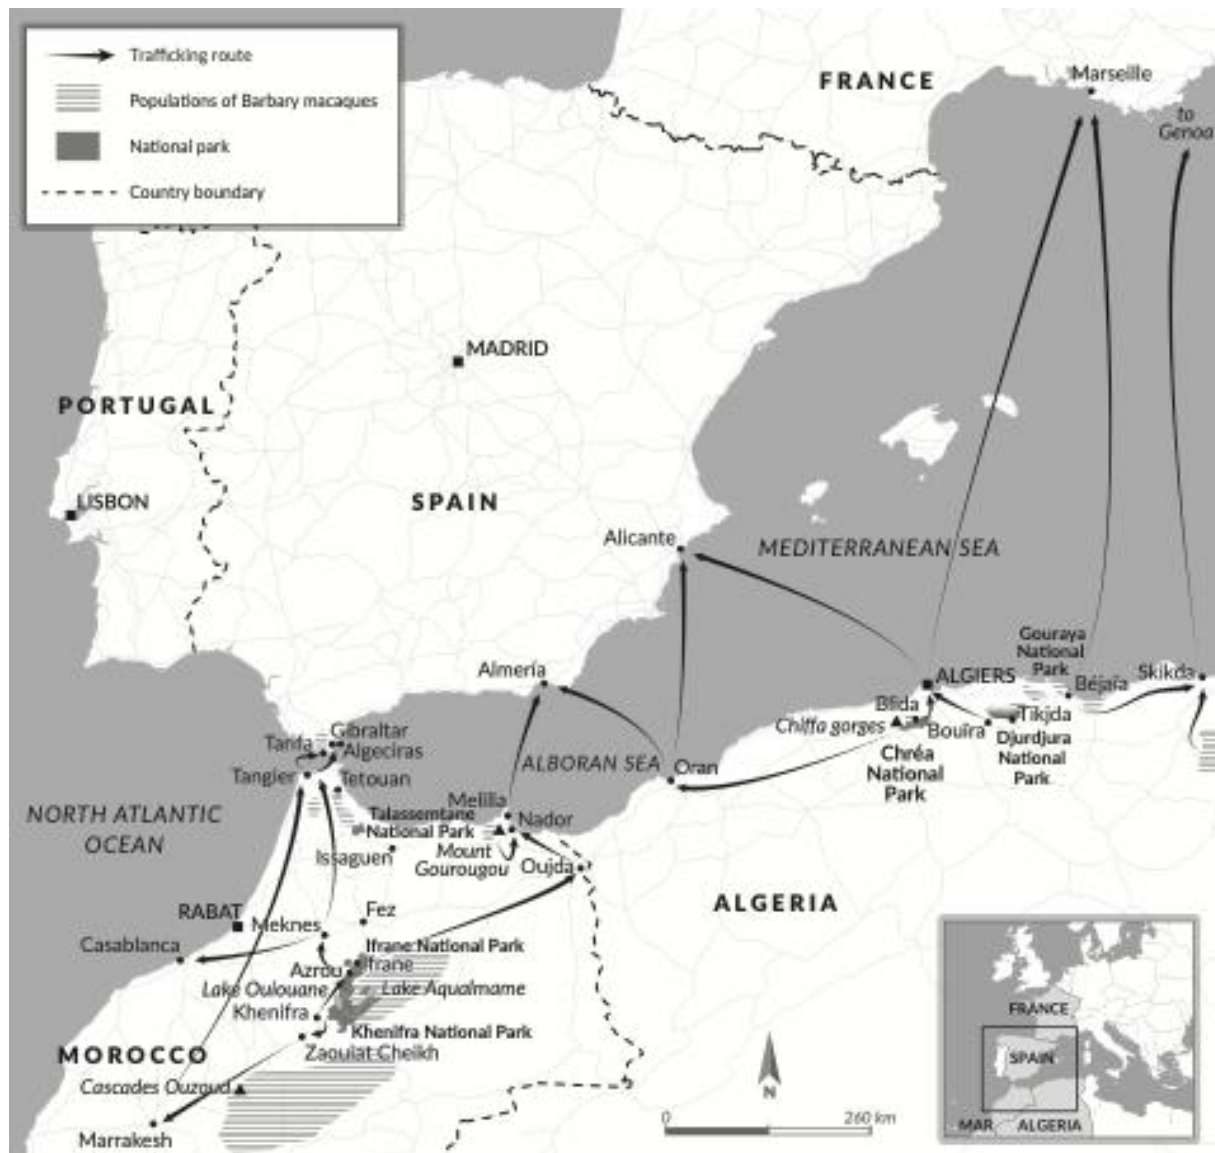 Trafficking route
Populations of Barbary macaques
National park
Country boundary
FRANCE
Marseille
to
Genoa
MADRID
PORTUGAL
LISBON
SPAIN
Alicante
MEDITERRANEAN SEA
Almería
Gouraya
National
Park
ALGIERS
Béjaïa
Skikda
Blida
Chiffa gorges
Bouïra
Tikjda
Chréa
National
Park
Djurdjura
National
Park
Gibraltar
Tarifa
Algeciras
Tangier
Tetouan
ALBORAN SEA
Oran
NORTH ATLANTIC
OCEAN
Melilla
Talassemtane
National Park
Nador
Issaguen
Mount
Gourougou
Oujda
ALGERIA
RABAT
Fez
Meknes
Casablanca
Ifrane National Park
Azrou
Ifrane
Lake Oulouane
Lake Aqualmame
Khenifra
Khenifra National Park
MOROCCO
Zaouiat Cheikh
Cascades Ouzoud
Marrakesh
N
0
260 km
FRANCE
SPAIN
MAR
ALGERIA